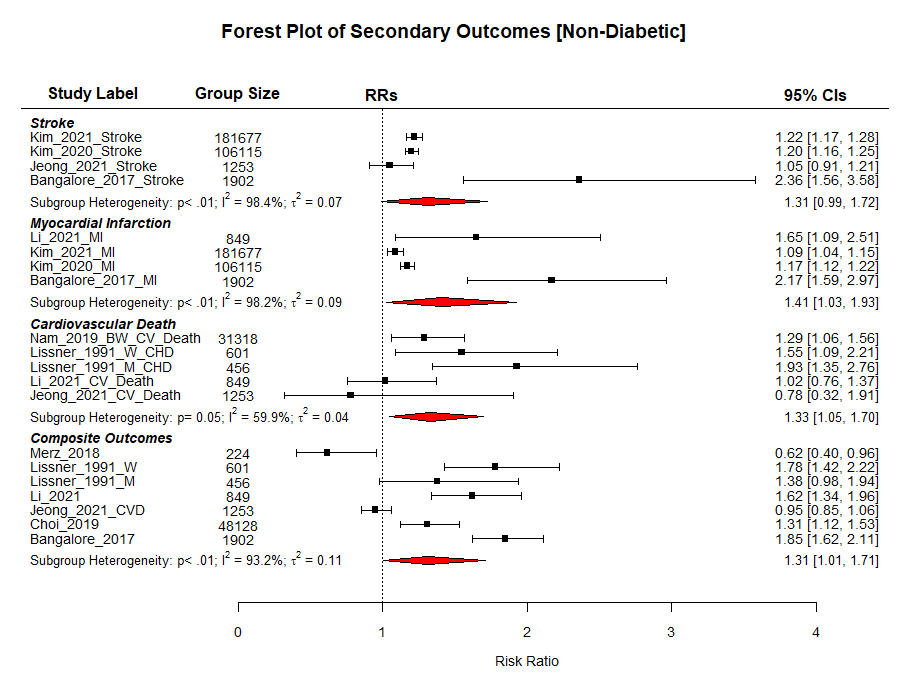 Forest Plot of Secondary Outcomes [Non-Diabetic]
Study Label Group Size RRs 95% CIs
Stroke
Kim_2021_Stroke 181677 1.22 [1.17, 1.28]
Kim_2020_Stroke 106115 1.20 [1.16, 1.25]
Jeong_2021_Stroke 1253 1.05 [0.91, 1.21]
Bangalore_2017_Stroke 1902 2.36 [1.56, 3.58]
Subgroup Heterogeneity: p< .01; I² = 98.4%; τ² = 0.07 1.31 [0.99, 1.72]
Myocardial Infarction
Li_2021_MI 849 1.65 [1.09, 2.51]
Kim_2021_MI 181677 1.09 [1.04, 1.15]
Kim_2020_MI 106115 1.17 [1.12, 1.22]
Bangalore_2017_MI 1902 2.17 [1.59, 2.97]
Subgroup Heterogeneity: p< .01; I² = 98.2%; τ² = 0.09 1.41 [1.03, 1.93]
Cardiovascular Death
Nam_2019_BW_CV_Death 31318 1.29 [1.06, 1.56]
Lissner_1991_W_CHD 601 1.55 [1.09, 2.21]
Lissner_1991_M_CHD 456 1.93 [1.35, 2.76]
Li_2021_CV_Death 849 1.02 [0.76, 1.37]
Jeong_2021_CV_Death 1253 0.78 [0.32, 1.91]
Subgroup Heterogeneity: p= 0.05; I² = 59.9%; τ² = 0.04 1.33 [1.05, 1.70]
Composite Outcomes
Merz_2018 224 0.62 [0.40, 0.96]
Lissner_1991_W 601 1.78 [1.42, 2.22]
Lissner_1991_M 456 1.38 [0.98, 1.94]
Li_2021 849 1.62 [1.34, 1.96]
Jeong_2021_CVD 1253 0.95 [0.85, 1.06]
Choi_2019 48128 1.31 [1.12, 1.53]
Bangalore_2017 1902 1.85 [1.62, 2.11]
Subgroup Heterogeneity: p< .01; I² = 93.2%; τ² = 0.11 1.31 [1.01, 1.71]
0 1 2 3 4
Risk Ratio